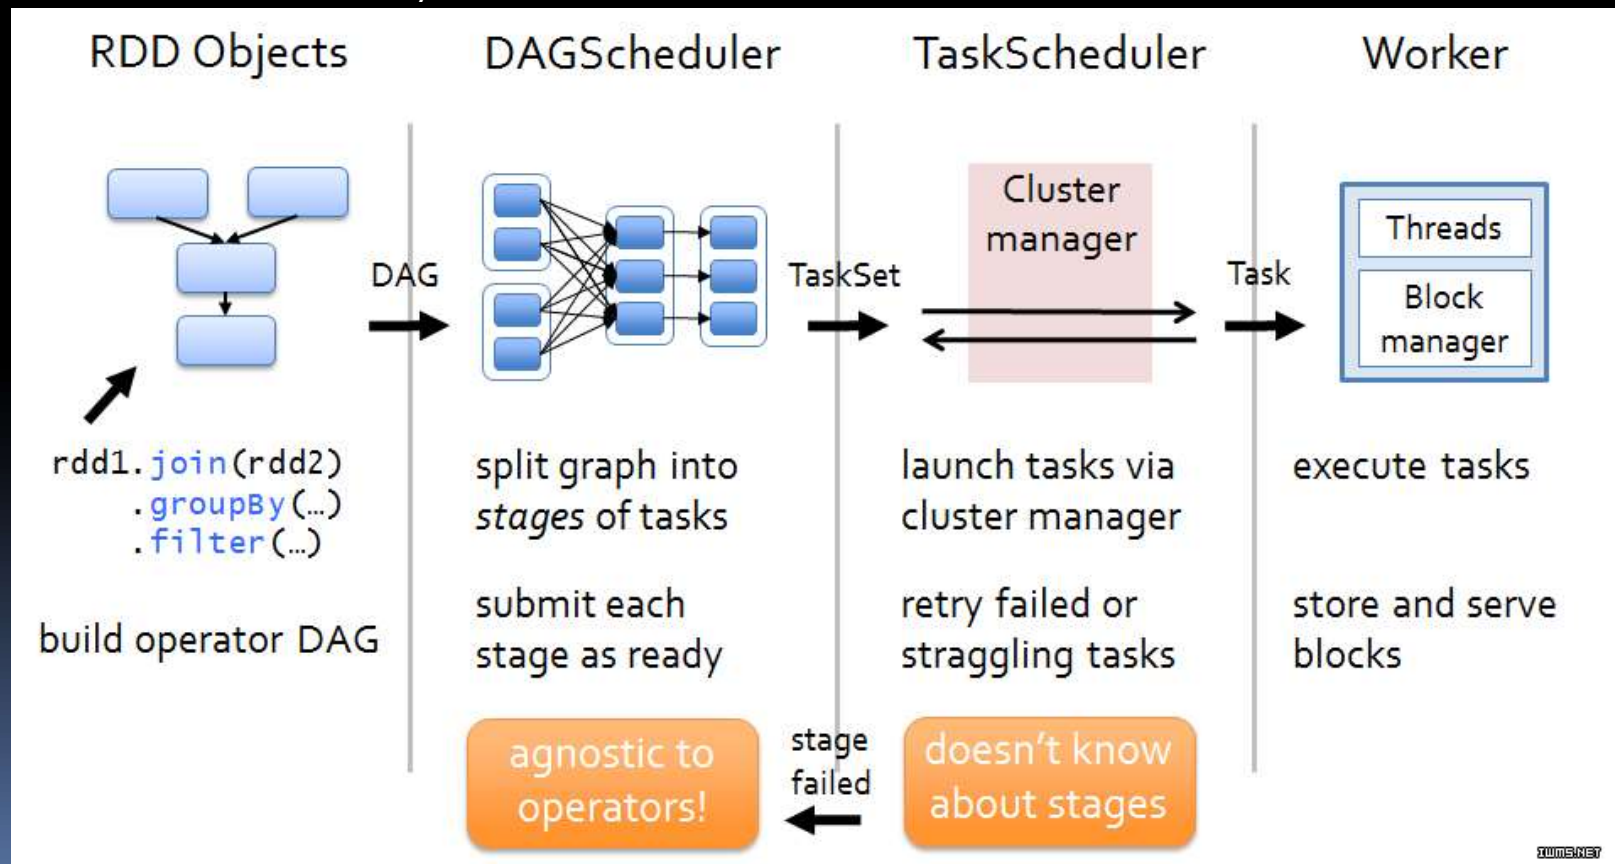 RDD Objects
DAGScheduler
TaskScheduler
Worker
DAG
TaskSet
Cluster
manager
Task
Threads
Block
manager
rdd1.join(rdd2)
.groupBy(…)
.filter(…)
build operator DAG
split graph into
stages of tasks
submit each
stage as ready
launch tasks via
cluster manager
retry failed or
straggling tasks
execute tasks
store and serve
blocks
agnostic to
operators!
stage
failed
doesn't know
about stages
IWMS.NET